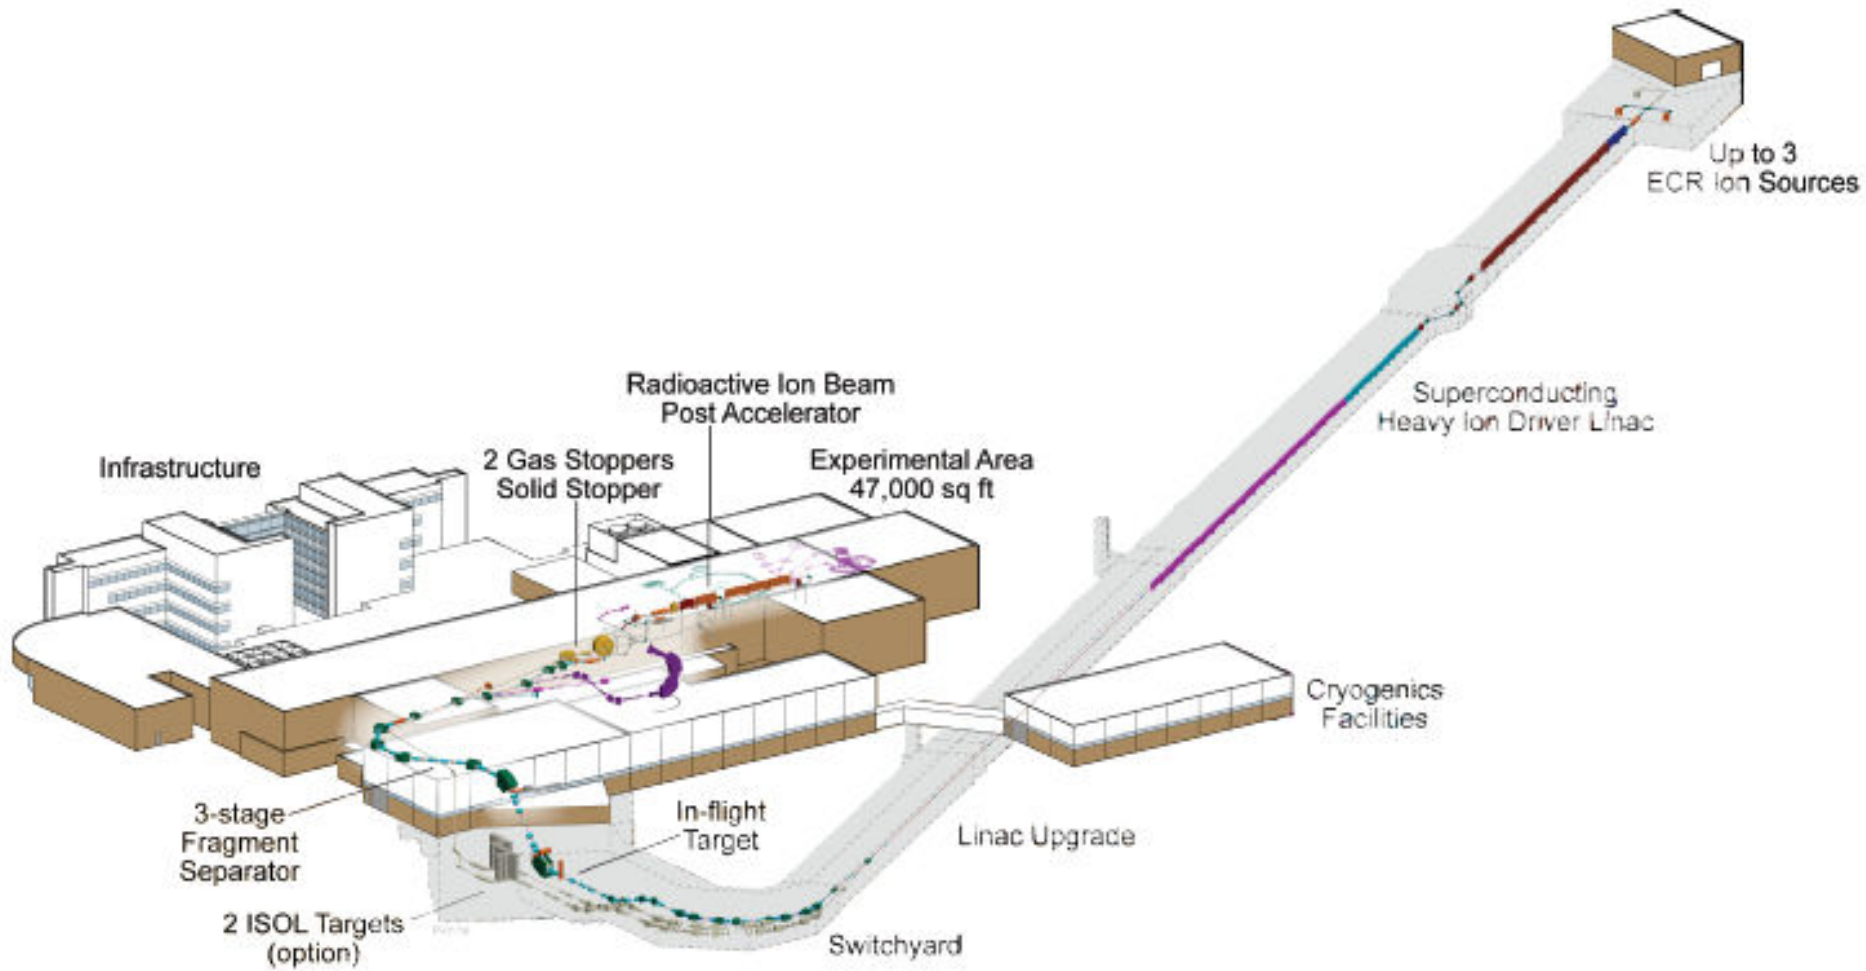 Up to 3
ECR Ion Sources
Radioactive Ion Beam
Post Accelerator
Superconducting
Heavy Ion Driver Linac
Infrastructure
2 Gas Stoppers
Solid Stopper
Experimental Area
47,000 sq ft
Cryogenics
Facilities
3-stage
Fragment
Separator
In-flight
Target
Linac Upgrade
2 ISOL Targets
(option)
Switchyard